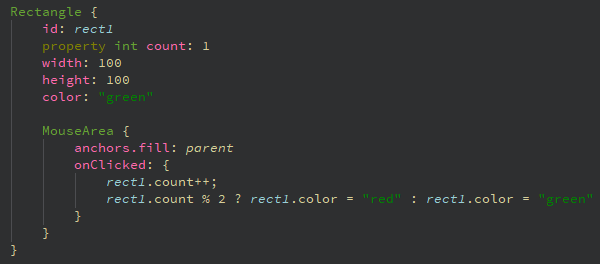 Rectangle {
    id: rect1
    property int count: 1
    width: 100
    height: 100
    color: "green"

    MouseArea {
        anchors.fill: parent
        onClicked: {
            rect1.count++;
            rect1.count % 2 ? rect1.color = "red" : rect1.color = "green"
        }
    }
}